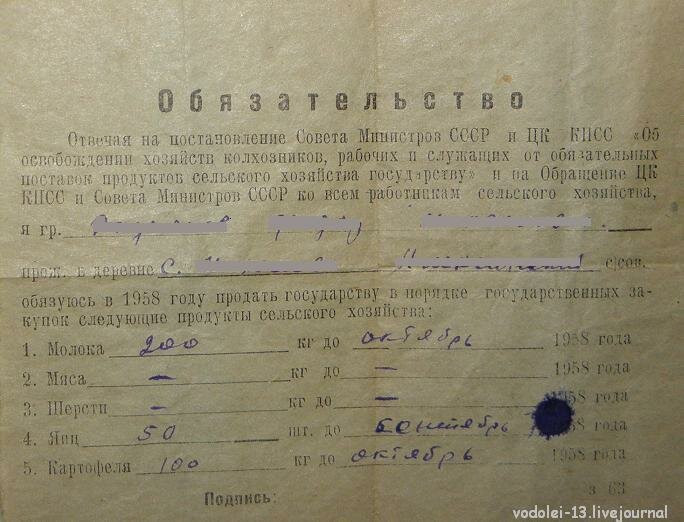 Обязательство
Отвечая на постановление Совета Министров СССР и ЦК КПСС «Об
освобождении хозяйств колхозников, рабочих и служащих от обязательных
поставок продуктов сельского хозяйства государству» и на Обращение ЦК
КПСС и Совета Министров СССР ко всем работникам сельского хозяйства,
я гр.
прож. в деревне С. с/сов.
обязуюсь в 1958 году продать государству в порядке государственных за-
купок следующие продукты сельского хозяйства:
1. Молока 200 кг до октябрь 1958 года
2. Мяса — кг до — 1958 года
3. Шерсти — кг до — 1958 года
4. Яиц 50 шт. до сентябрь 58 года
5. Картофеля 100 кг до октябрь 1958 года
Подпись: з 63
vodolei-13.livejournal